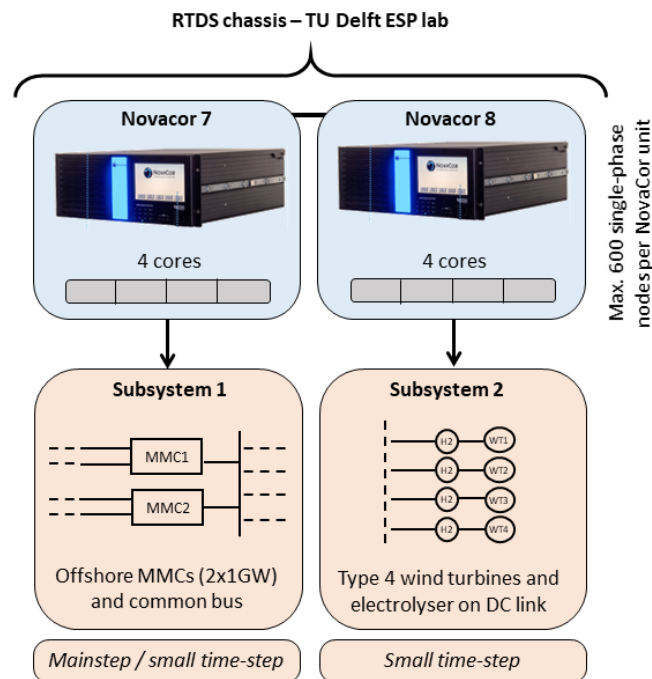 RTDS chassis – TU Delft ESP lab
Novacor 7
NovaCor
4 cores
Novacor 8
NovaCor
4 cores
Max. 600 single-phase
nodes per NovaCor unit
Subsystem 1
MMC1
MMC2
Offshore MMCs (2x1GW)
and common bus
Mainstep / small time-step
Subsystem 2
H2 WT1
H2 WT2
H2 WT3
H2 WT4
Type 4 wind turbines and
electrolyser on DC link
Small time-step